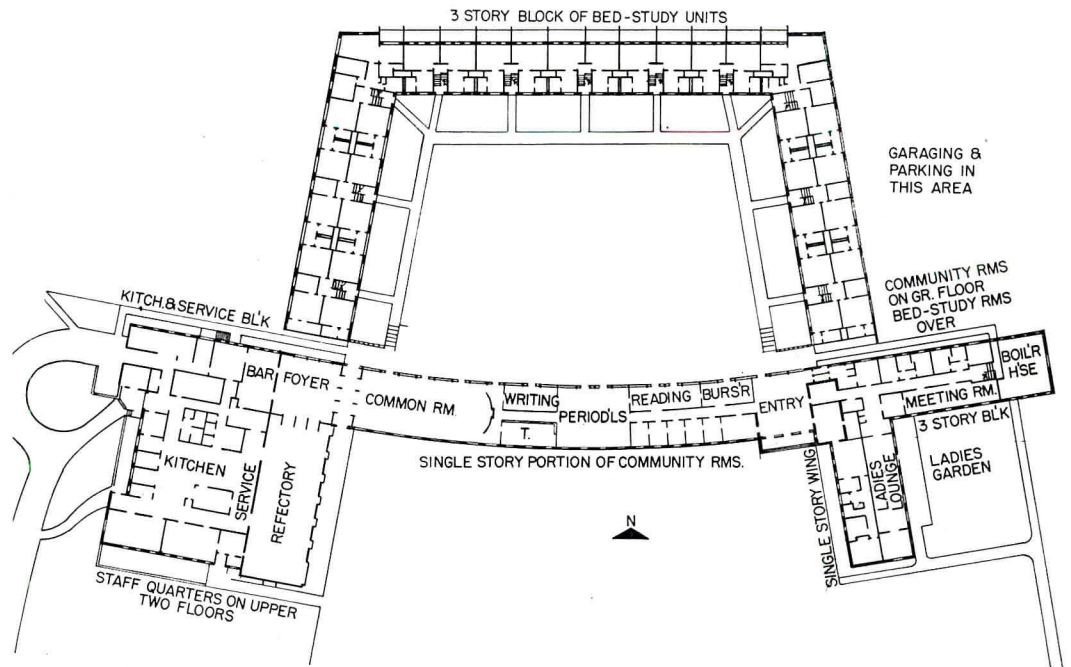 3 STORY BLOCK OF BED-STUDY UNITS
GARAGING &
PARKING IN
THIS AREA
COMMUNITY RMS
ON GR. FLOOR
BED-STUDY RMS
OVER
KITCH.& SERVICE BL'K
BAR
FOYER
COMMON RM.
WRITING
T.
PERIOD'LS
READING
BURS'R
ENTRY
MEETING RM.
BOIL'R
H'SE
3 STORY BL'K
KITCHEN
SERVICE
REFECTORY
SINGLE STORY PORTION OF COMMUNITY RMS.
SINGLE STORY WING
LADIES
LOUNGE
LADIES
GARDEN
N
STAFF QUARTERS ON UPPER
TWO FLOORS